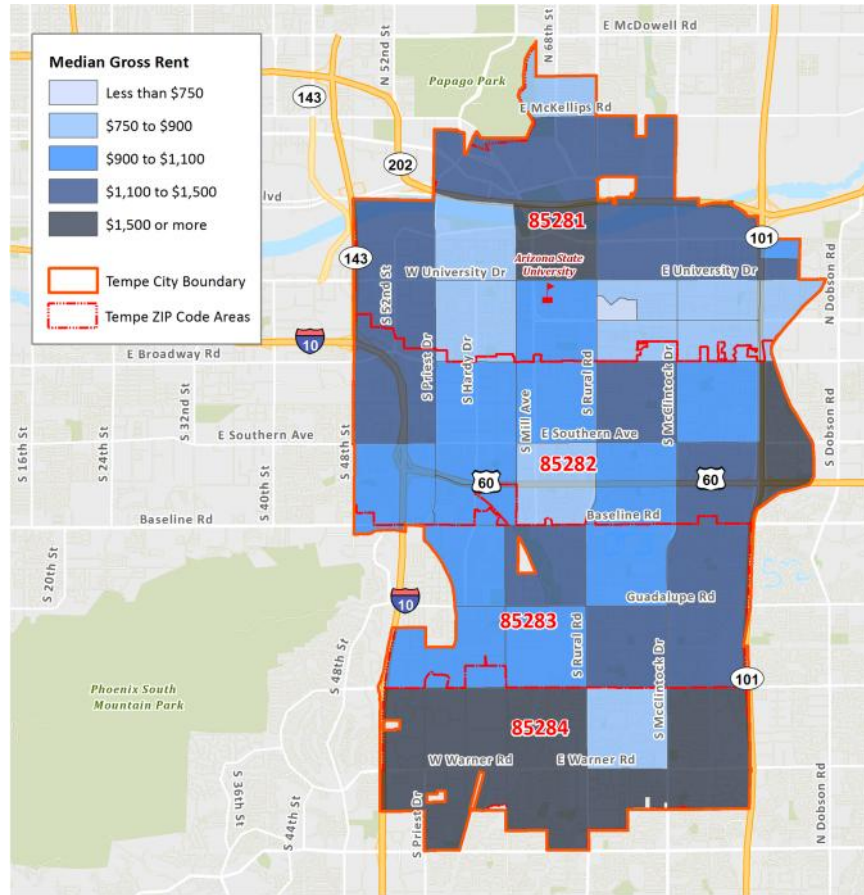 E McDowell Rd
N 52nd St
N 68th St
Papago Park
Median Gross Rent
Less than $750
$750 to $900
$900 to $1,100
$1,100 to $1,500
$1,500 or more
Tempe City Boundary
Tempe ZIP Code Areas
143
E McKellips Rd
202
lvd
85281
143
101
Arizona State
University
W University Dr
E University Dr
S 52nd St
N Dobson Rd
10
E Broadway Rd
S Priest Dr
S Hardy Dr
S Mill Ave
S Rural Rd
S McClintock Dr
S 16th St
S 24th St
S 32nd St
S 40th St
S 48th St
E Southern Ave
E Southern Ave
S Dobson Rd
85282
60
60
Baseline Rd
Baseline Rd
S 20th St
10
Guadalupe Rd
85283
S Rural Rd
S McClintock Dr
S 48th St
101
Phoenix South
Mountain Park
85284
W Warner Rd
E Warner Rd
S 36th St
S 44th St
S Priest Dr
N Dobson Rd